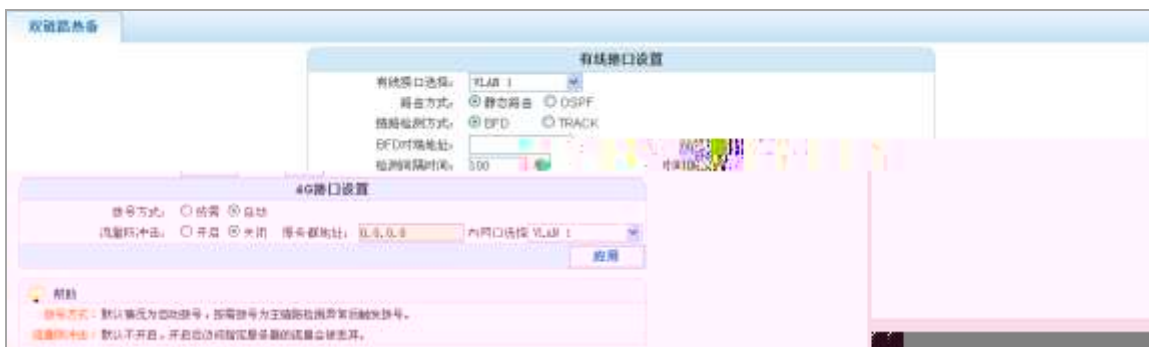 双链路热备
有线接口设置
有线接口选择: VLAN 1
路由方式: 静态路由 OSPF
链路检测方式: BFD TRACK
BFD对端地址:
检测间隔时间: 300
4G接口设置
拨号方式: 按需 自动
流量防冲击: 开启 关闭 服务器地址: 0.0.0.0 内网口选择 VLAN 1
应用
帮助
拨号方式:默认情况为自动拨号,按需拨号为主链路检测异常后触发拨号。
流量防冲击:默认不开启,开启后访问指定服务器的流量会被丢弃。